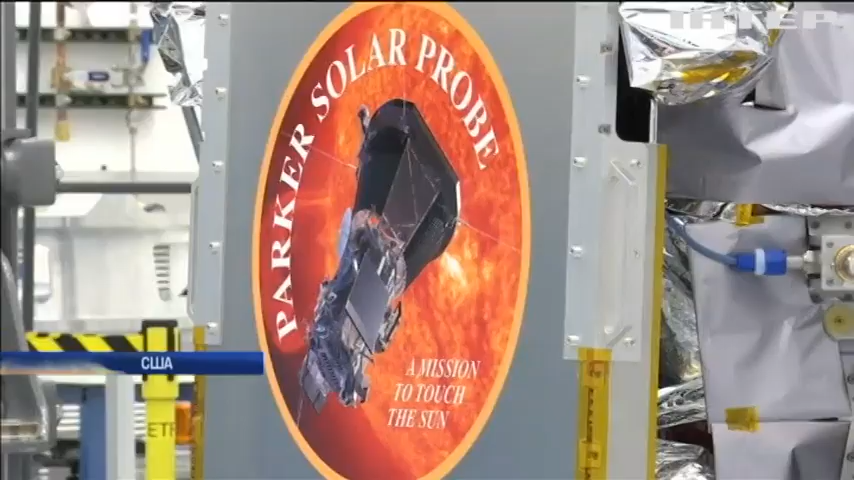 ІНТЕР
PARKER SOLAR PROBE
A MISSION
TO TOUCH
THE SUN
США